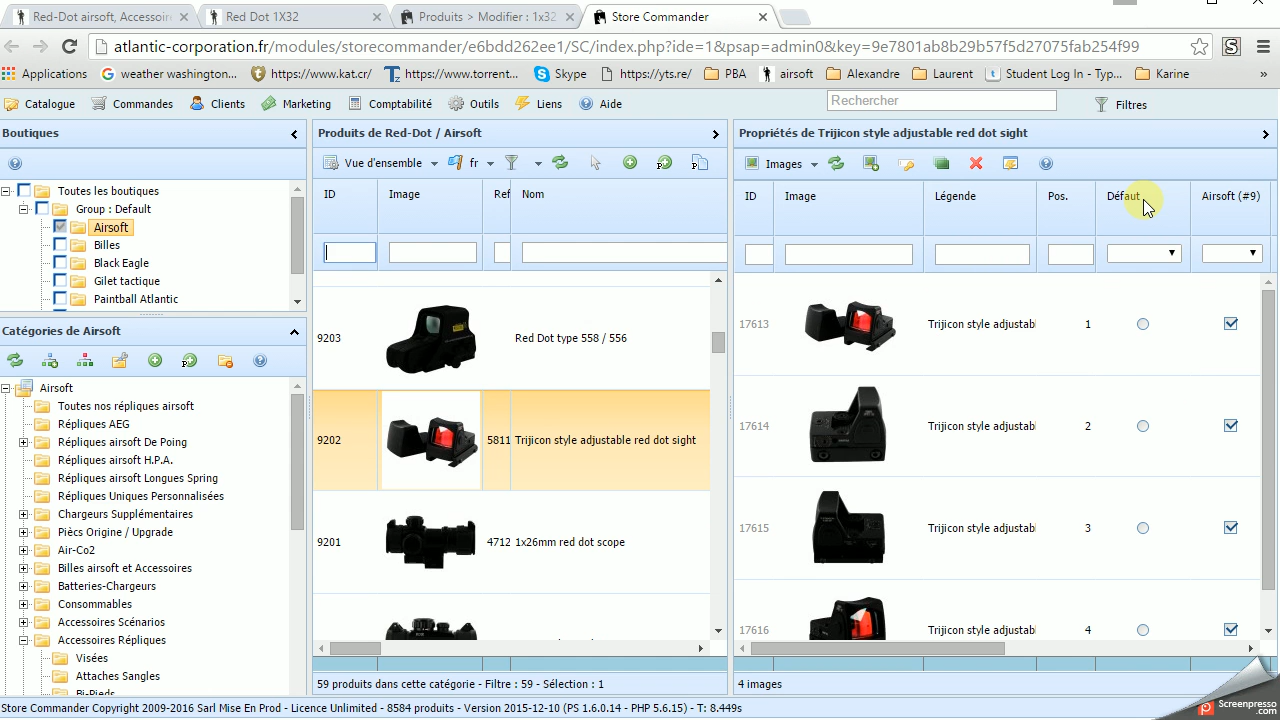 Red-Dot airsoft, Accessoir
Red Dot 1X32
Produits > Modifier : 1x32
Store Commander
atlantic-corporation.fr/modules/storecommander/e6bdd262ee1/SC/index.php?ide=1&psap=admin0&key=9e7801ab8b29b57f5d27075fab254f99
Applications
weather washington...
https://www.kat.cr/
https://www.torrent...
Skype
https://yts.re/
PBA
airsoft
Alexandre
Laurent
Student Log In - Typ...
Karine
»
Catalogue
Commandes
Clients
Marketing
Comptabilité
Outils
Liens
Aide
Rechercher
Filtres
Boutiques
Toutes les boutiques
Group : Default
Airsoft
Billes
Black Eagle
Gilet tactique
Paintball Atlantic
Catégories de Airsoft
Airsoft
Toutes nos répliques airsoft
Répliques AEG
Répliques airsoft De Poing
Répliques airsoft H.P.A.
Répliques airsoft Longues Spring
Répliques Uniques Personnalisées
Chargeurs Supplémentaires
Piècs Origine / Upgrade
Air-Co2
Billes airsoft et Accessoires
Batteries-Chargeurs
Consommables
Accessoires Scénarios
Accessoires Répliques
Visées
Attaches Sangles
Bi-Pieds
Produits de Red-Dot / Airsoft
Vue d'ensemble
fr
ID Image Ref Nom
9203 Red Dot type 558 / 556
9202 5811 Trijicon style adjustable red dot sight
9201 4712 1x26mm red dot scope
59 produits dans cette catégorie - Filtre : 59 - Sélection : 1
Propriétés de Trijicon style adjustable red dot sight
Images
ID Image Légende Pos. Défaut Airsoft (#9)
17613 Trijicon style adjustabl 1
17614 Trijicon style adjustabl 2
17615 Trijicon style adjustabl 3
17616 Trijicon style adjustabl 4
4 images
Store Commander Copyright 2009-2016 Sarl Mise En Prod - Licence Unlimited - 8584 produits - Version 2015-12-10 (PS 1.6.0.14 - PHP 5.6.15) - T: 8.449s
Screenpresso
.com